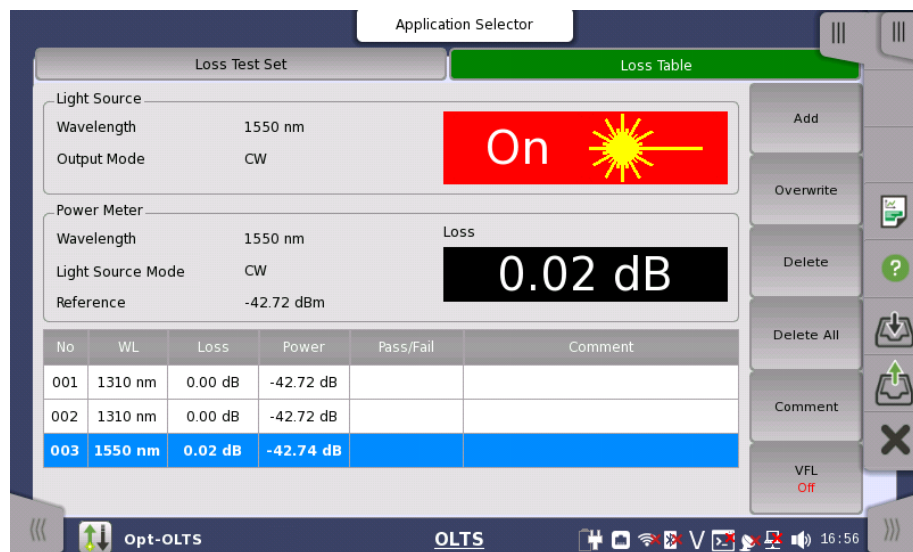 Application Selector
Loss Test Set
Loss Table
Light Source
Wavelength 1550 nm
Output Mode CW
On
Power Meter
Wavelength 1550 nm
Light Source Mode CW
Reference -42.72 dBm
Loss
0.02 dB
No WL Loss Power Pass/Fail Comment
001 1310 nm 0.00 dB -42.72 dB
002 1310 nm 0.00 dB -42.72 dB
003 1550 nm 0.02 dB -42.74 dB
Add
Overwrite
Delete
Delete All
Comment
VFL
Off
Opt-OLTS
OLTS
V
16:56